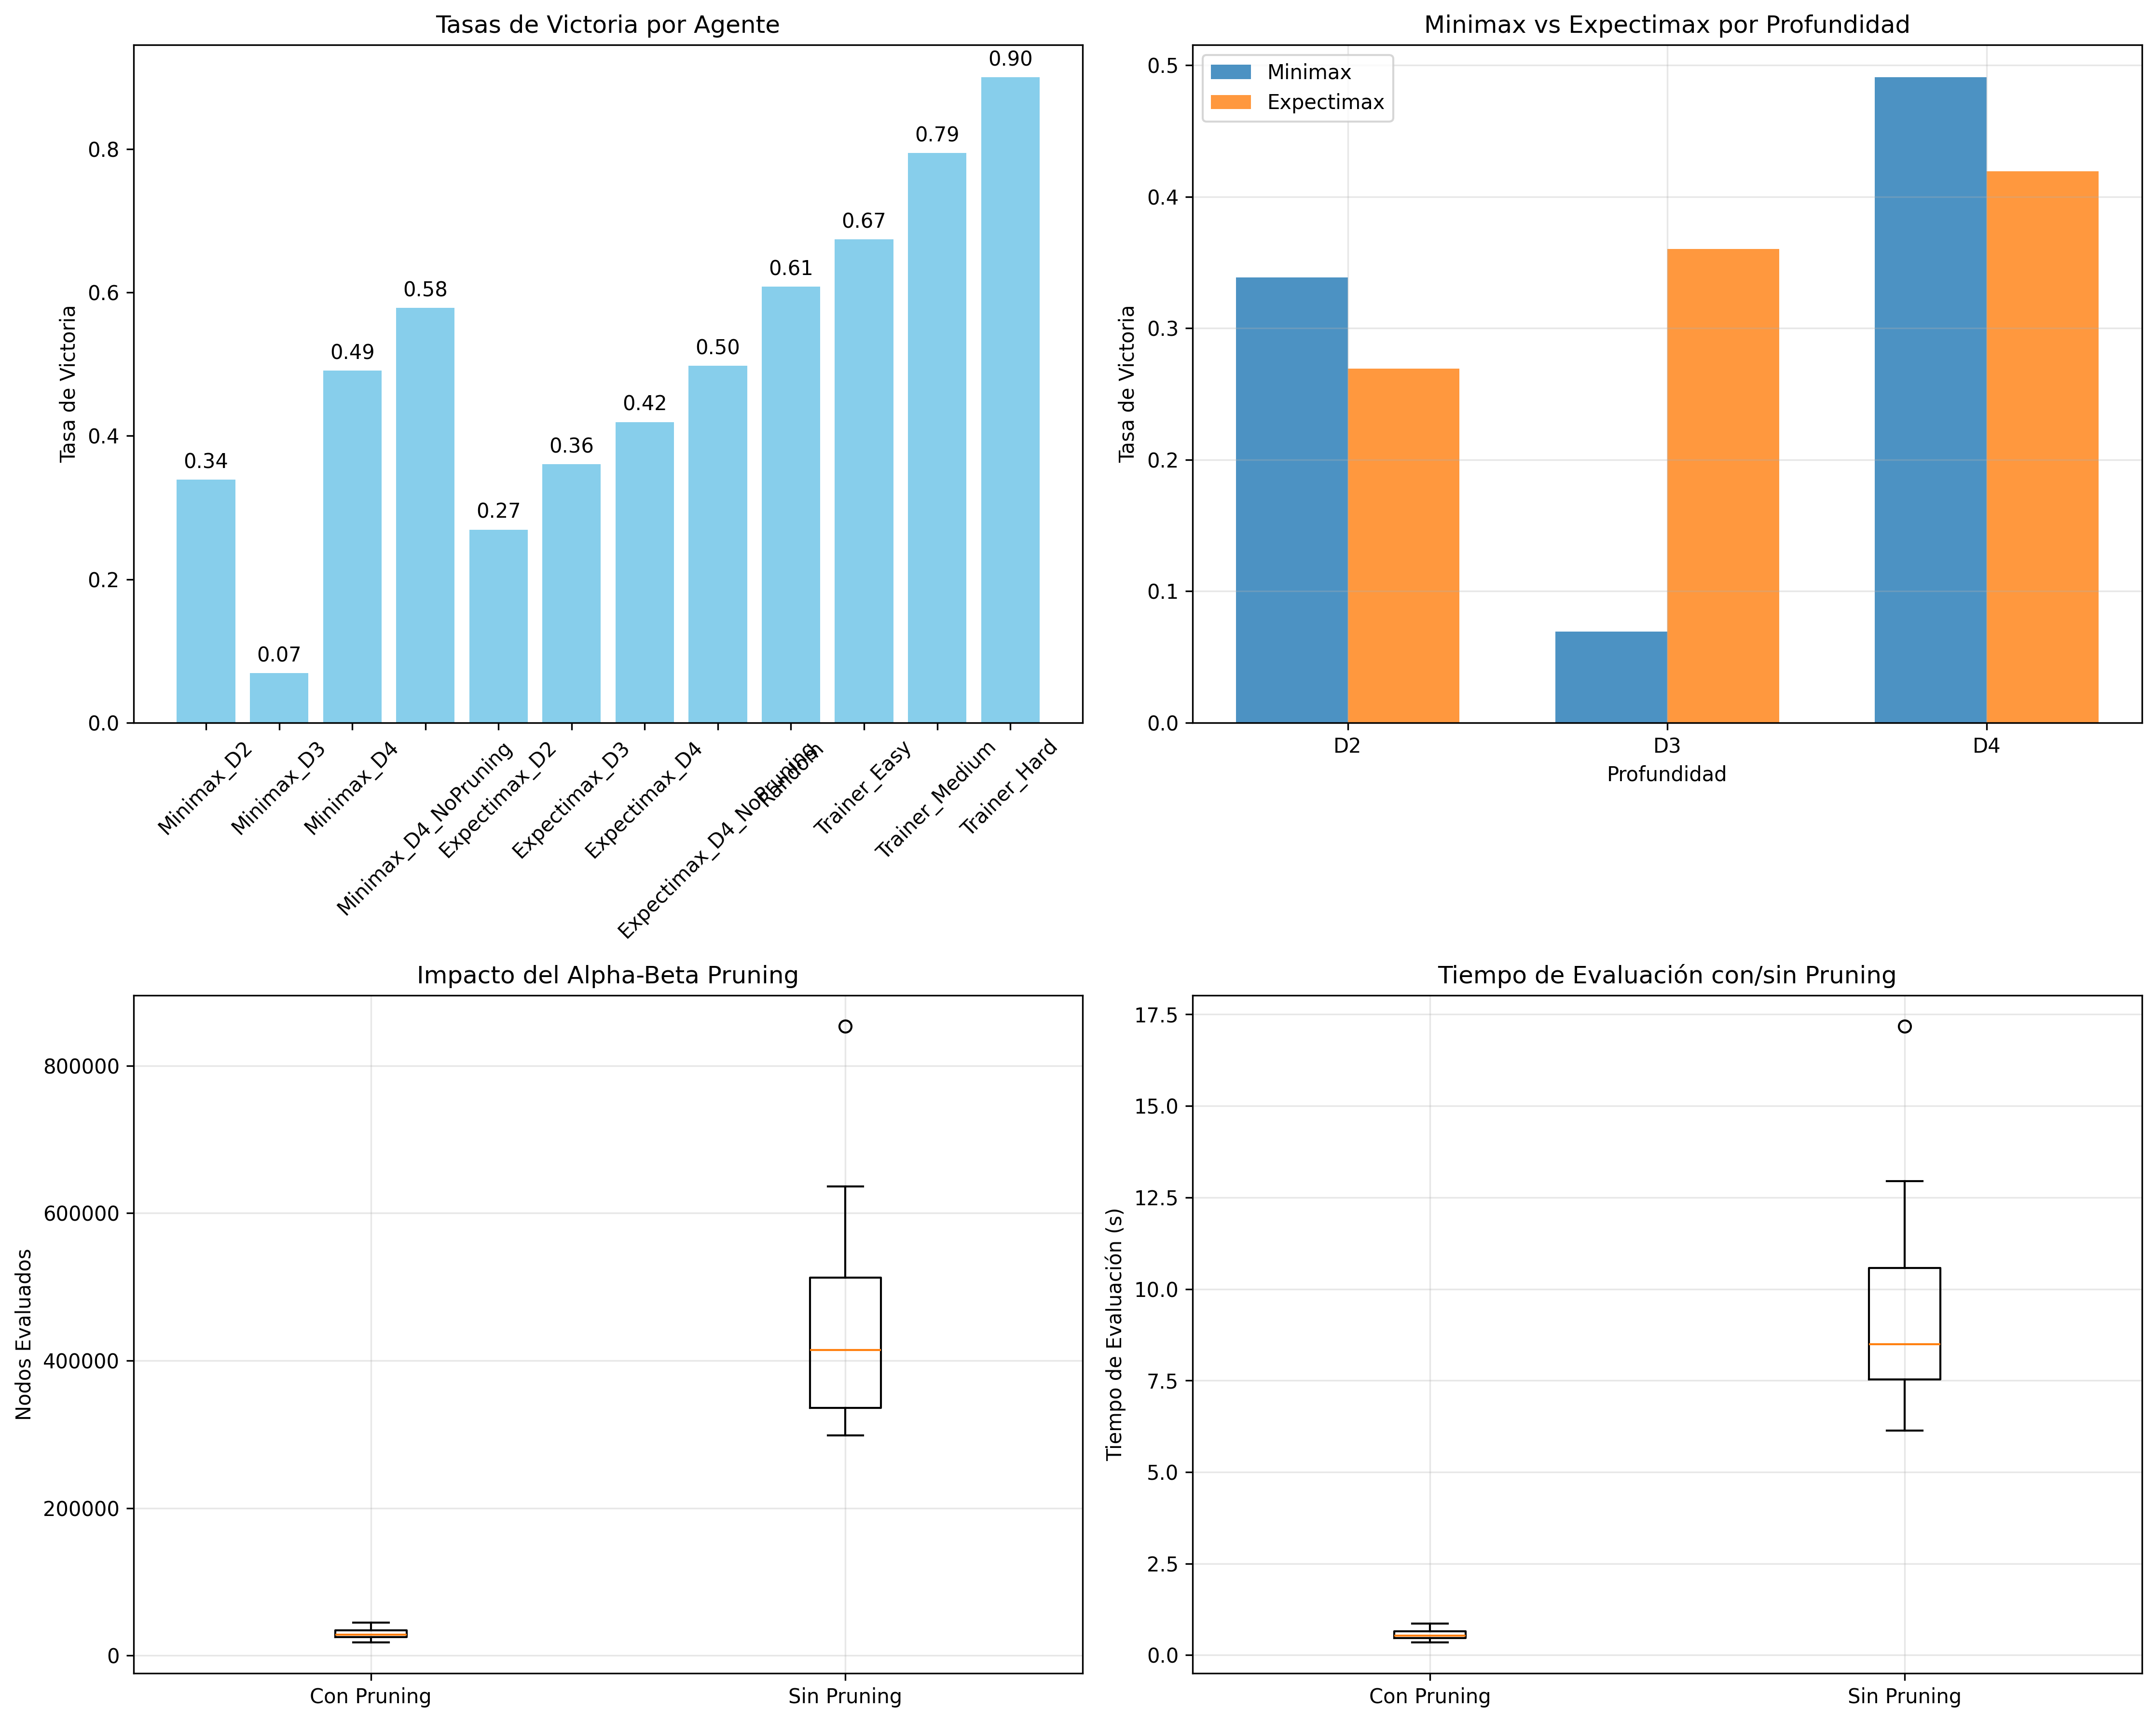 Tasas de Victoria por Agente
Tasa de Victoria
0.8
0.6
0.4
0.2
0.0
0.34
0.07
0.49
0.58
0.27
0.36
0.42
0.50
0.61
0.67
0.79
0.90
Minimax_D2
Minimax_D3
Minimax_D4
Minimax_D4_NoPruning
Expectimax_D2
Expectimax_D3
Expectimax_D4
Expectimax_D4_NoPruning
Random
Trainer_Easy
Trainer_Medium
Trainer_Hard
Minimax vs Expectimax por Profundidad
Minimax
Expectimax
Tasa de Victoria
0.5
0.4
0.3
0.2
0.1
0.0
D2
D3
D4
Profundidad
Impacto del Alpha-Beta Pruning
Nodos Evaluados
800000
600000
400000
200000
0
Con Pruning
Sin Pruning
Tiempo de Evaluación con/sin Pruning
Tiempo de Evaluación (s)
17.5
15.0
12.5
10.0
7.5
5.0
2.5
0.0
Con Pruning
Sin Pruning